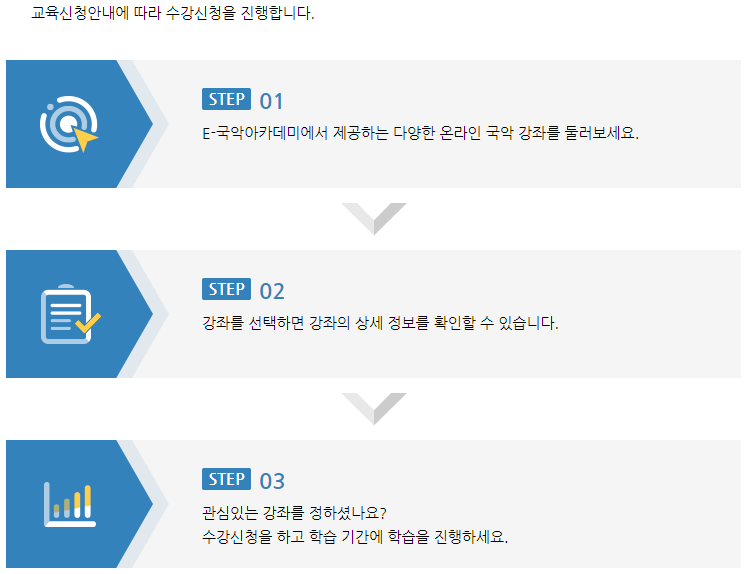 교육신청안내에 따라 수강신청을 진행합니다.
STEP 01
E-국악아카데미에서 제공하는 다양한 온라인 국악 강좌를 둘러보세요.
STEP 02
강좌를 선택하면 강좌의 상세 정보를 확인할 수 있습니다.
STEP 03
관심있는 강좌를 정하셨나요?
수강신청을 하고 학습 기간에 학습을 진행하세요.